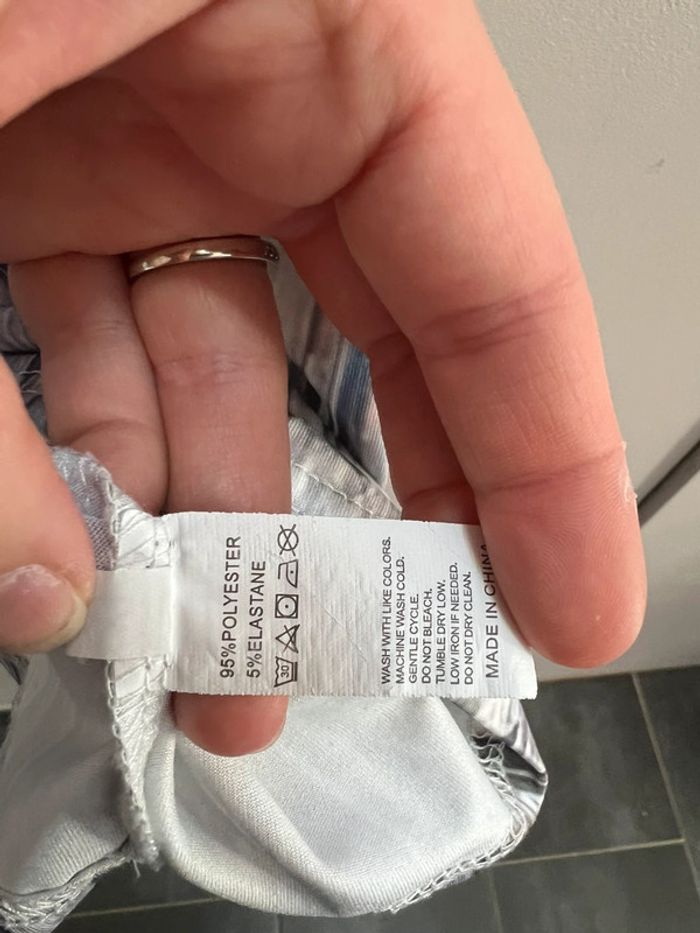 95%POLYESTER
5%ELASTANE
30
WASH WITH LIKE COLORS.
MACHINE WASH COLD.
GENTLE CYCLE.
DO NOT BLEACH.
TUMBLE DRY LOW.
LOW IRON IF NEEDED.
DO NOT DRY CLEAN.
MADE IN CHINA